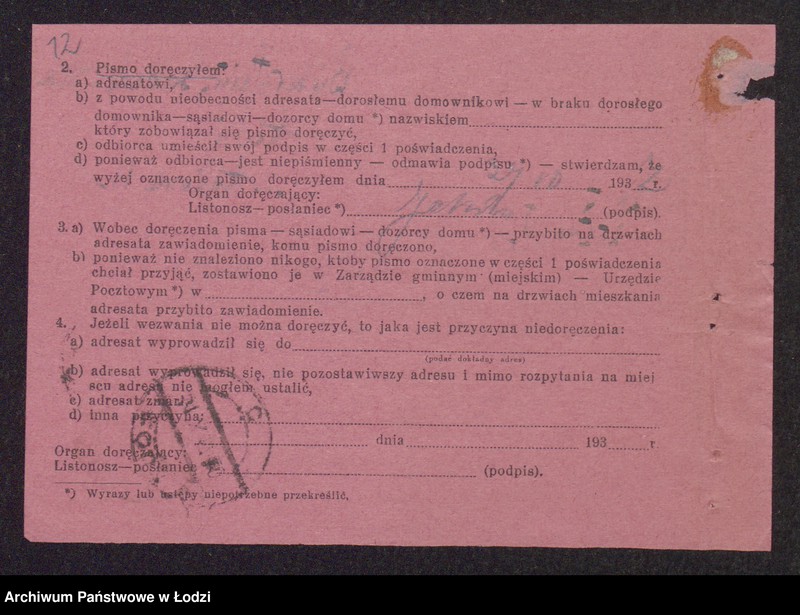 12
2. Pismo doręczyłem:
a) adresatowi,
b) z powodu nieobecności adresata—dorosłemu domownikowi — w braku dorosłego
domownika—sąsiadowi—dozorcy domu *) nazwiskiem
który zobowiązał się pismo doręczyć,
c) odbiorca umieścił swój podpis w części 1 poświadczenia,
d) ponieważ odbiorca—jest niepiśmienny — odmawia podpisu *) — stwierdzam, że
wyżej oznaczone pismo doręczyłem dnia 193 r.
Organ doręczający:
Listonosz—posłaniec *) (podpis).
3. a) Wobec doręczenia pisma — sąsiadowi — dozorcy domu *) — przybito na drzwiach
adresata zawiadomienie, komu pismo doręczono,
b) ponieważ nie znaleziono nikogo, ktoby pismo oznaczone w części 1 poświadczenia
chciał przyjąć, zostawiono je w Zarządzie gminnym (miejskim) — Urzędzie
Pocztowym *) w , o czem na drzwiach mieszkania
adresata przybito zawiadomienie.
4. Jeżeli wezwania nie można doręczyć, to jaka jest przyczyna niedoręczenia:
a) adresat wyprowadził się do
(podać dokładny adres)
b) adresat wyprowadził się, nie pozostawiwszy adresu i mimo rozpytania na miej
scu adresu nie mogłem ustalić,
c) adresat zmarł,
d) inna przyczyna:
dnia 193 r
Organ doręczający:
Listonosz—posłaniec (podpis).
*) Wyrazy lub ustępy niepotrzebne przekreślić,
Archiwum Państwowe w Łodzi